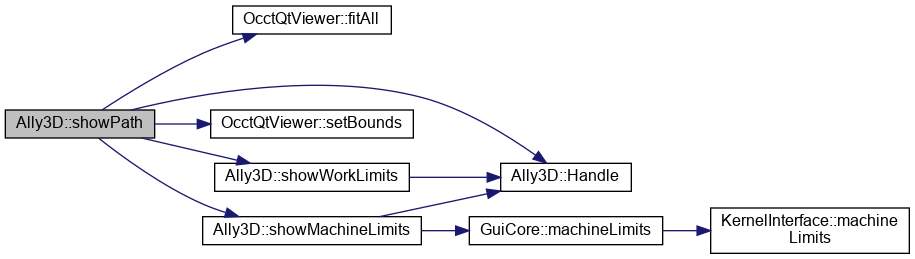 OcctQtViewer::fitAll
Ally3D::showPath
OcctQtViewer::setBounds
Ally3D::showWorkLimits
Ally3D::Handle
Ally3D::showMachineLimits
GuiCore::machineLimits
KernelInterface::machine
Limits